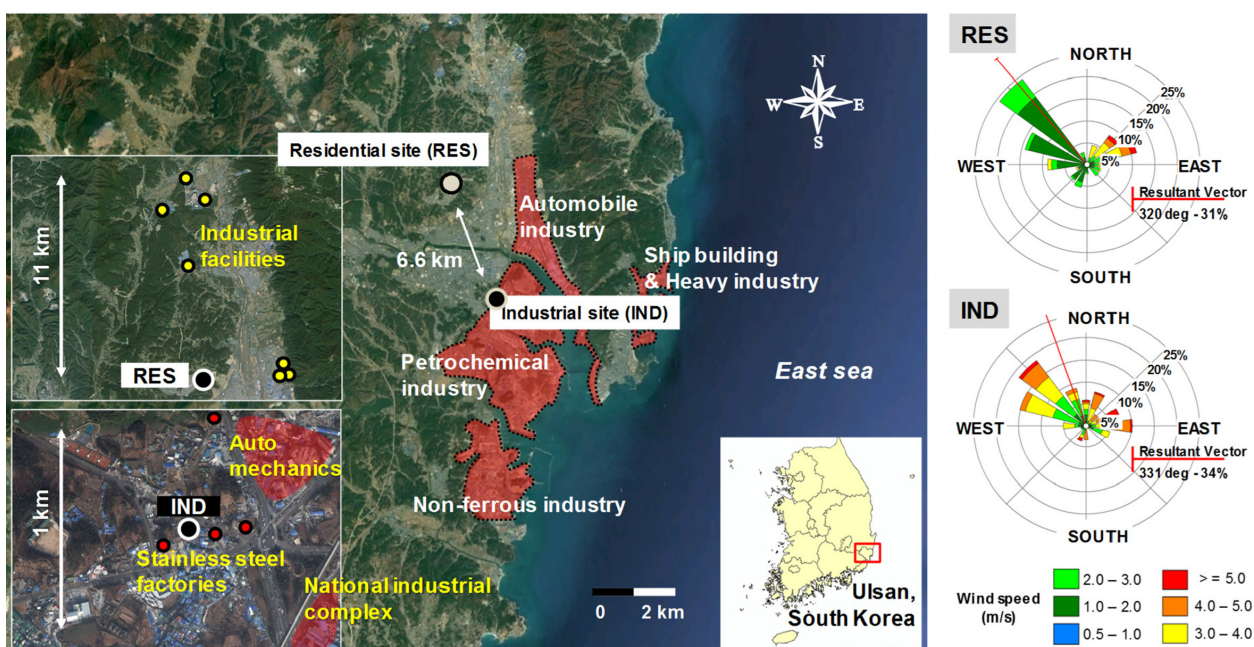 Residential site (RES)
N
W E
S
Automobile
industry
6.6 km
Ship building
& Heavy industry
Industrial site (IND)
Petrochemical
industry
East sea
Non-ferrous industry
0 2 km
Ulsan,
South Korea
11 km
Industrial
facilities
RES
1 km
Auto
mechanics
IND
Stainless steel
factories
National industrial
complex
RES
NORTH
25%
20%
15%
10%
5%
WEST
EAST
Resultant Vector
320 deg - 31%
SOUTH
IND
NORTH
25%
20%
15%
10%
5%
WEST
EAST
Resultant Vector
331 deg - 34%
SOUTH
Wind speed
(m/s)
2.0 – 3.0
1.0 – 2.0
0.5 – 1.0
> = 5.0
4.0 – 5.0
3.0 – 4.0